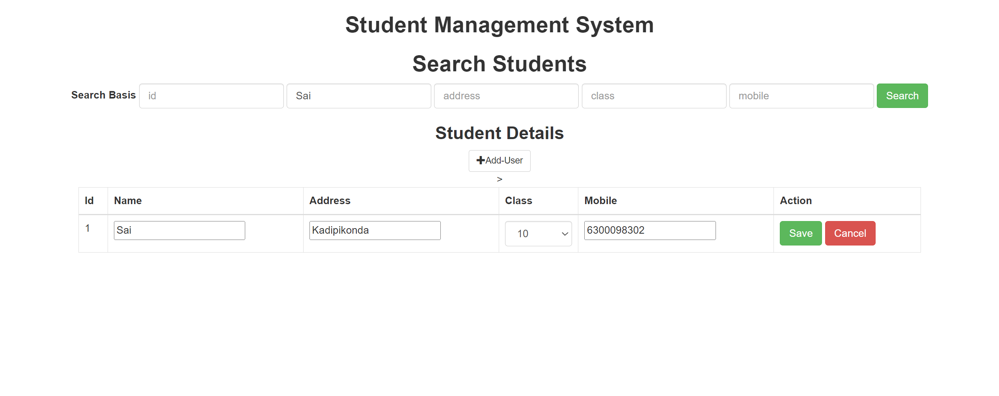 Student Management System
Search Students
Search Basis id Sai address class mobile Search
Student Details
+Add-User
>
Id Name Address Class Mobile Action
1 Sai Kadipikonda 10 6300098302 Save Cancel